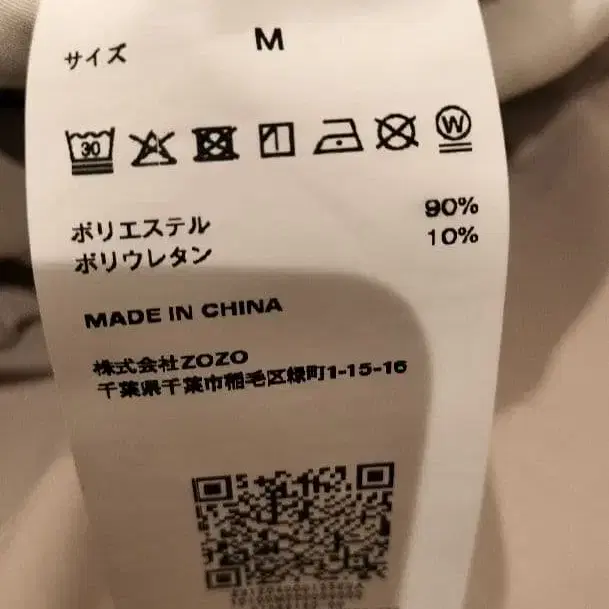 サイズ M
30 W
ポリエステル 90%
ポリウレタン 10%
MADE IN CHINA
株式会社ZOZO
千葉県千葉市稲毛区緑町1-15-16